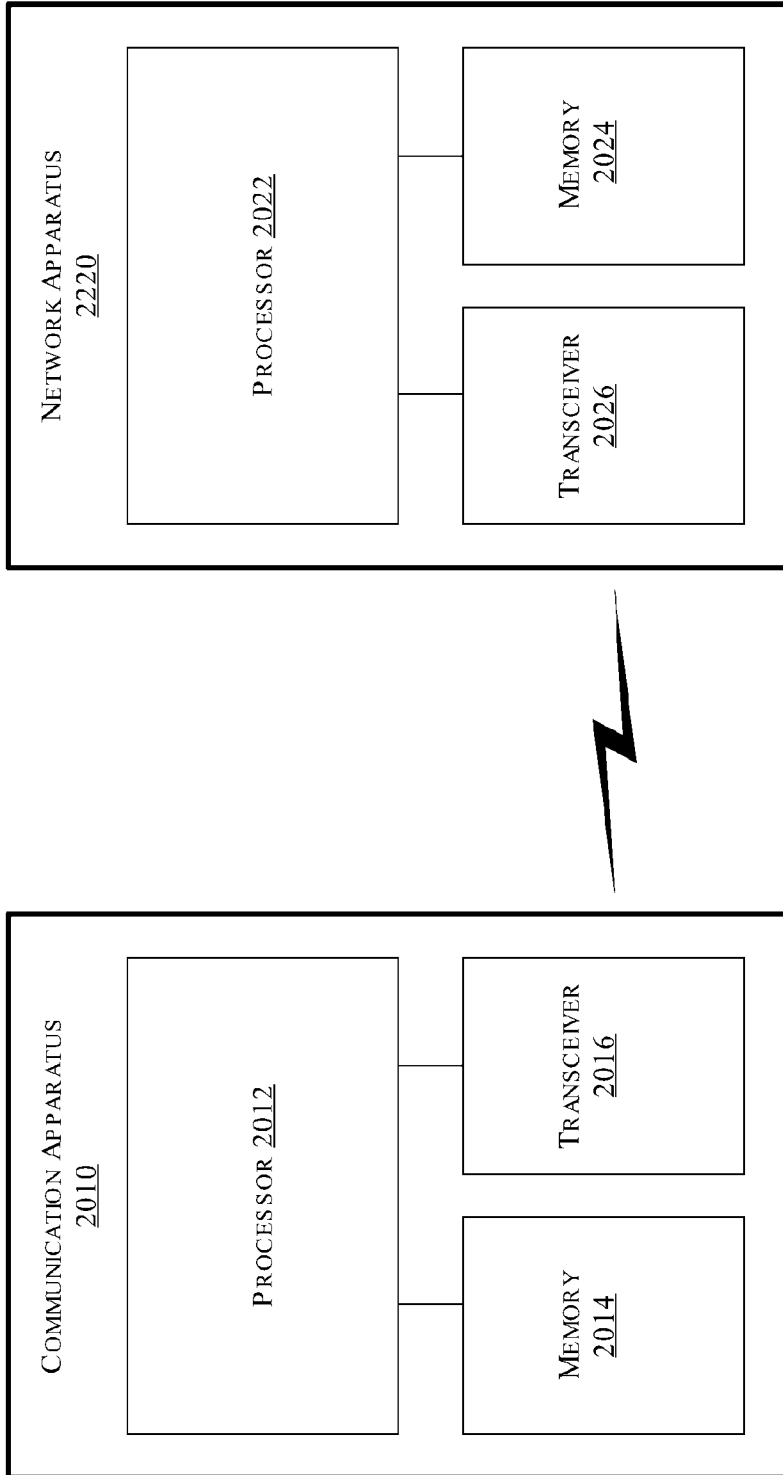 COMMUNICATION APPARATUS
2010
PROCESSOR 2012
MEMORY
2014
TRANSCEIVER
2016
NETWORK APPARATUS
2220
PROCESSOR 2022
TRANSCEIVER
2026
MEMORY
2024